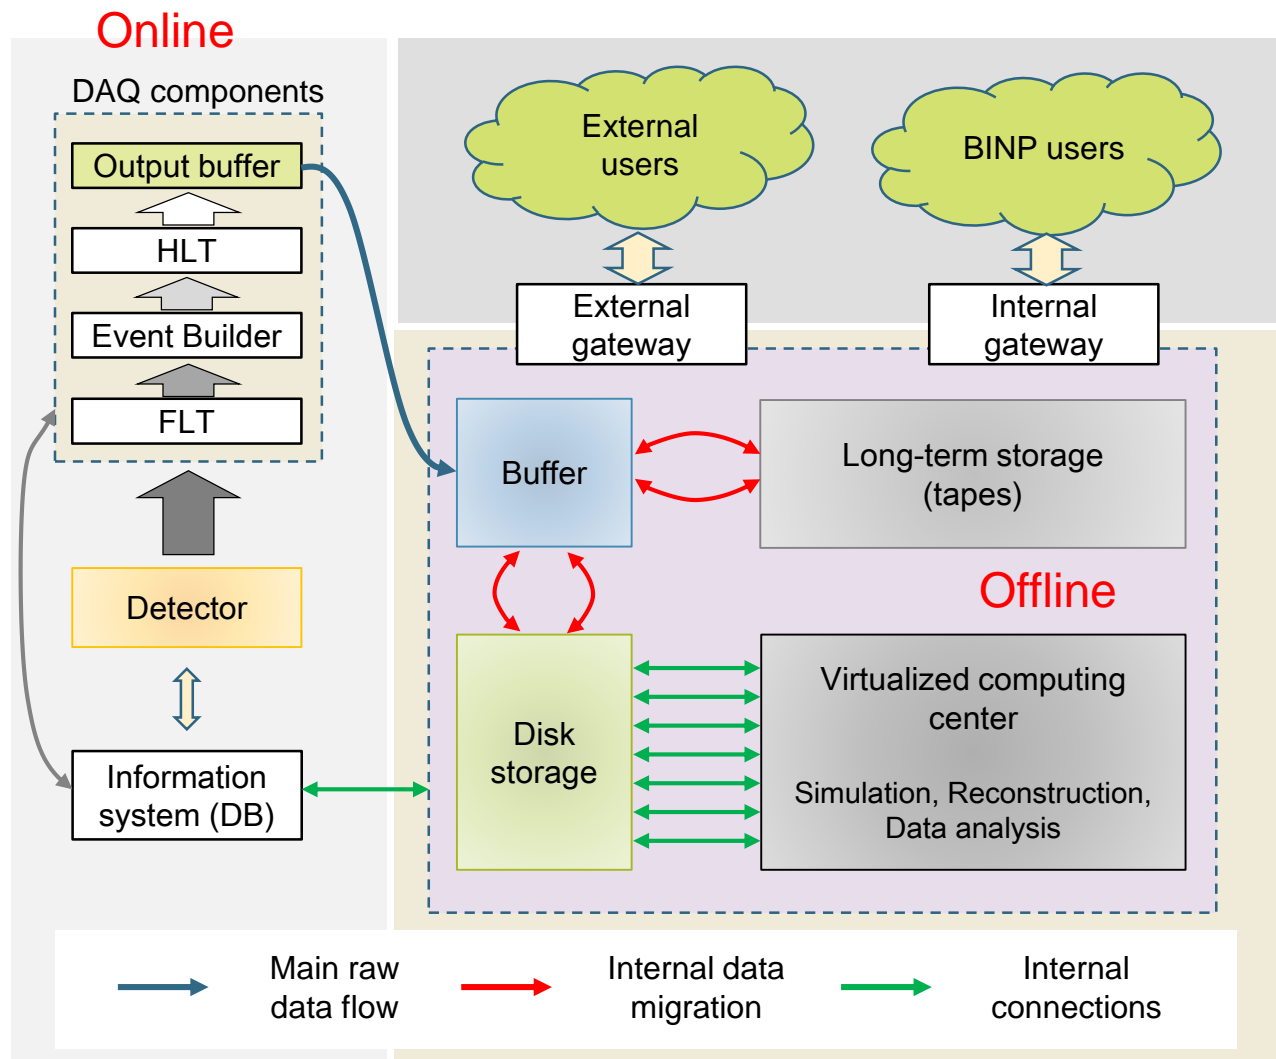 Online
DAQ components
Output buffer
HLT
Event Builder
FLT
Detector
Information
system (DB)
External
users
BINP users
External
gateway
Internal
gateway
Buffer
Long-term storage
(tapes)
Offline
Disk
storage
Virtualized computing
center
Simulation, Reconstruction,
Data analysis
Main raw
data flow
Internal data
migration
Internal
connections